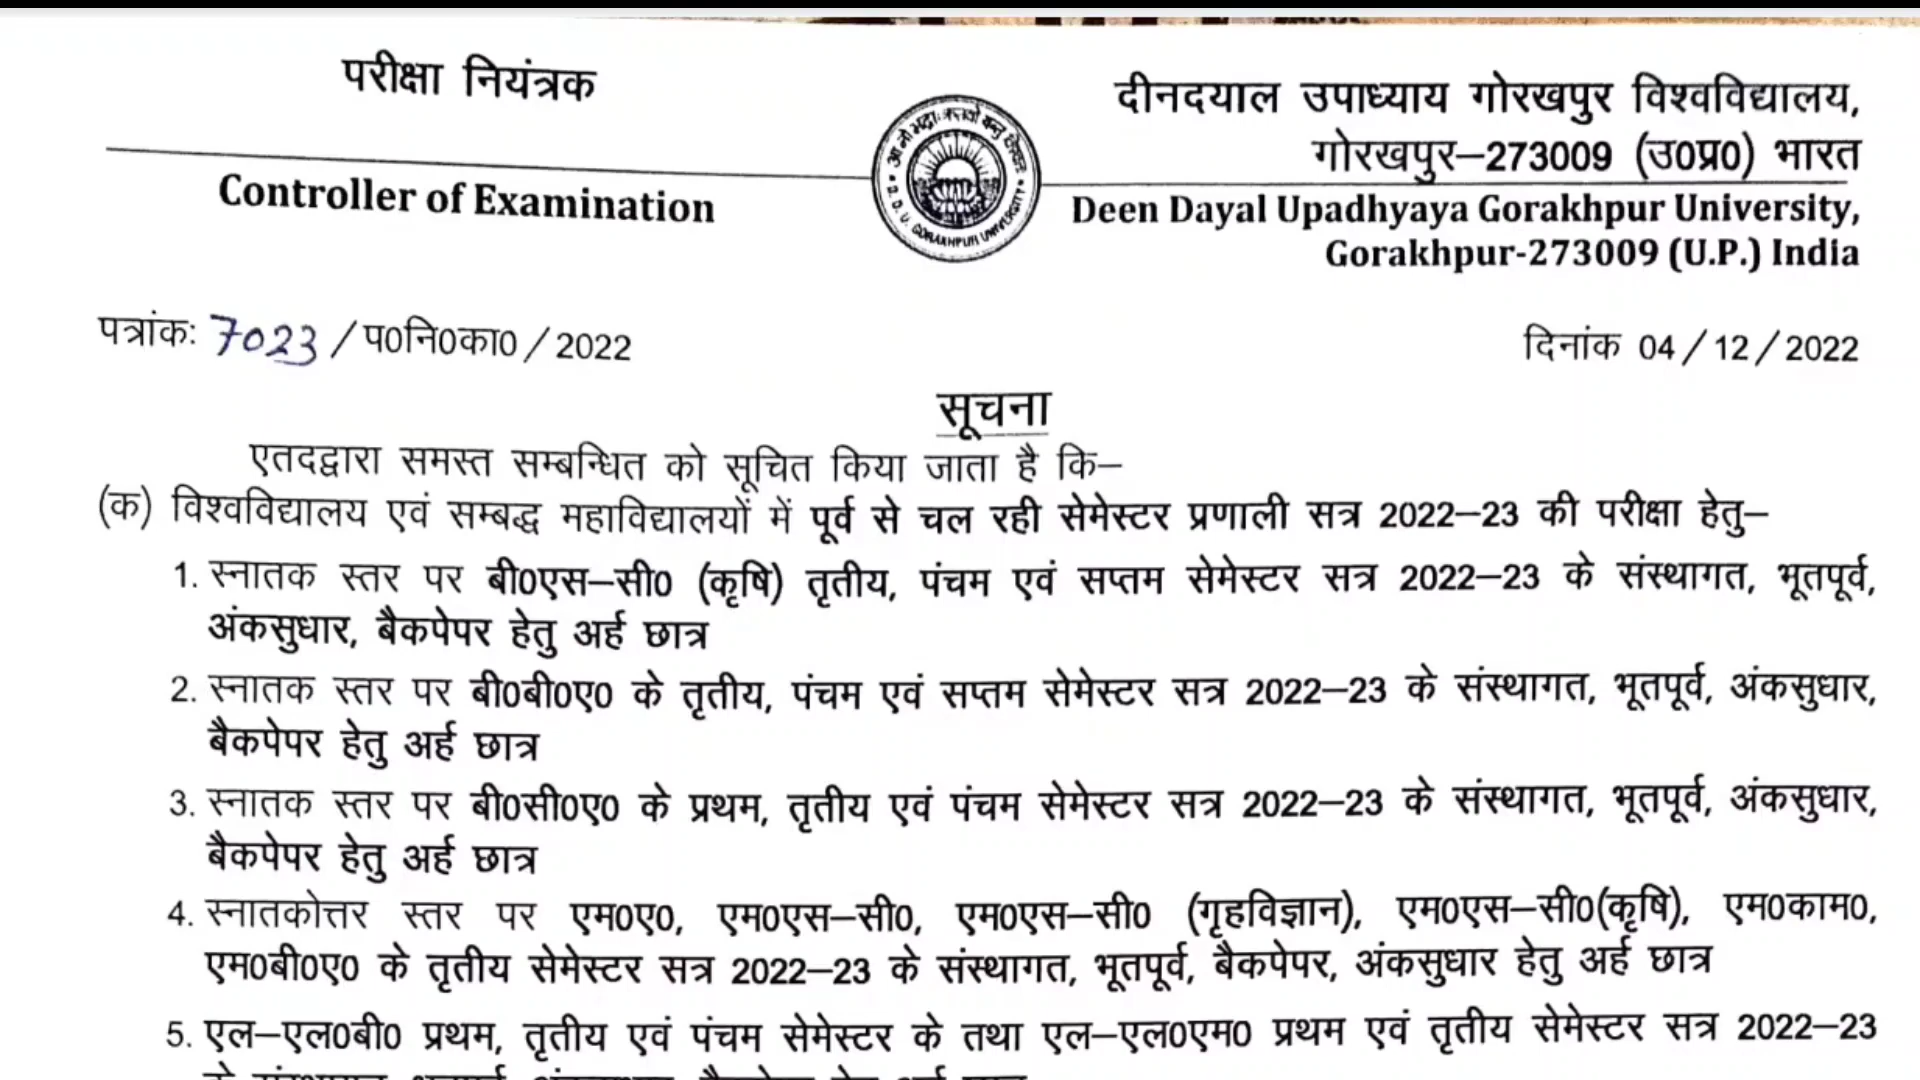 परीक्षा नियंत्रक
Controller of Examination
दीनदयाल उपाध्याय गोरखपुर विश्वविद्यालय,
गोरखपुर–273009 (उ0प्र0) भारत
Deen Dayal Upadhyaya Gorakhpur University,
Gorakhpur-273009 (U.P.) India
D. D. U. GORAKHPUR UNIVERSITY
पत्रांक: 7023 / प0नि0का0 / 2022
दिनांक 04 / 12 / 2022
सूचना
एतदद्वारा समस्त सम्बन्धित को सूचित किया जाता है कि–
(क) विश्वविद्यालय एवं सम्बद्ध महाविद्यालयों में पूर्व से चल रही सेमेस्टर प्रणाली सत्र 2022–23 की परीक्षा हेतु–
1. स्नातक स्तर पर बी0एस–सी0 (कृषि) तृतीय, पंचम एवं सप्तम सेमेस्टर सत्र 2022–23 के संस्थागत, भूतपूर्व,
अंकसुधार, बैकपेपर हेतु अर्ह छात्र
2. स्नातक स्तर पर बी0बी0ए0 के तृतीय, पंचम एवं सप्तम सेमेस्टर सत्र 2022–23 के संस्थागत, भूतपूर्व, अंकसुधार,
बैकपेपर हेतु अर्ह छात्र
3. स्नातक स्तर पर बी0सी0ए0 के प्रथम, तृतीय एवं पंचम सेमेस्टर सत्र 2022–23 के संस्थागत, भूतपूर्व, अंकसुधार,
बैकपेपर हेतु अर्ह छात्र
4. स्नातकोत्तर स्तर पर एम0ए0, एम0एस–सी0, एम0एस–सी0 (गृहविज्ञान), एम0एस–सी0(कृषि), एम0काम0,
एम0बी0ए0 के तृतीय सेमेस्टर सत्र 2022–23 के संस्थागत, भूतपूर्व, बैकपेपर, अंकसुधार हेतु अर्ह छात्र
5. एल–एल0बी0 प्रथम, तृतीय एवं पंचम सेमेस्टर के तथा एल–एल0एम0 प्रथम एवं तृतीय सेमेस्टर सत्र 2022–23